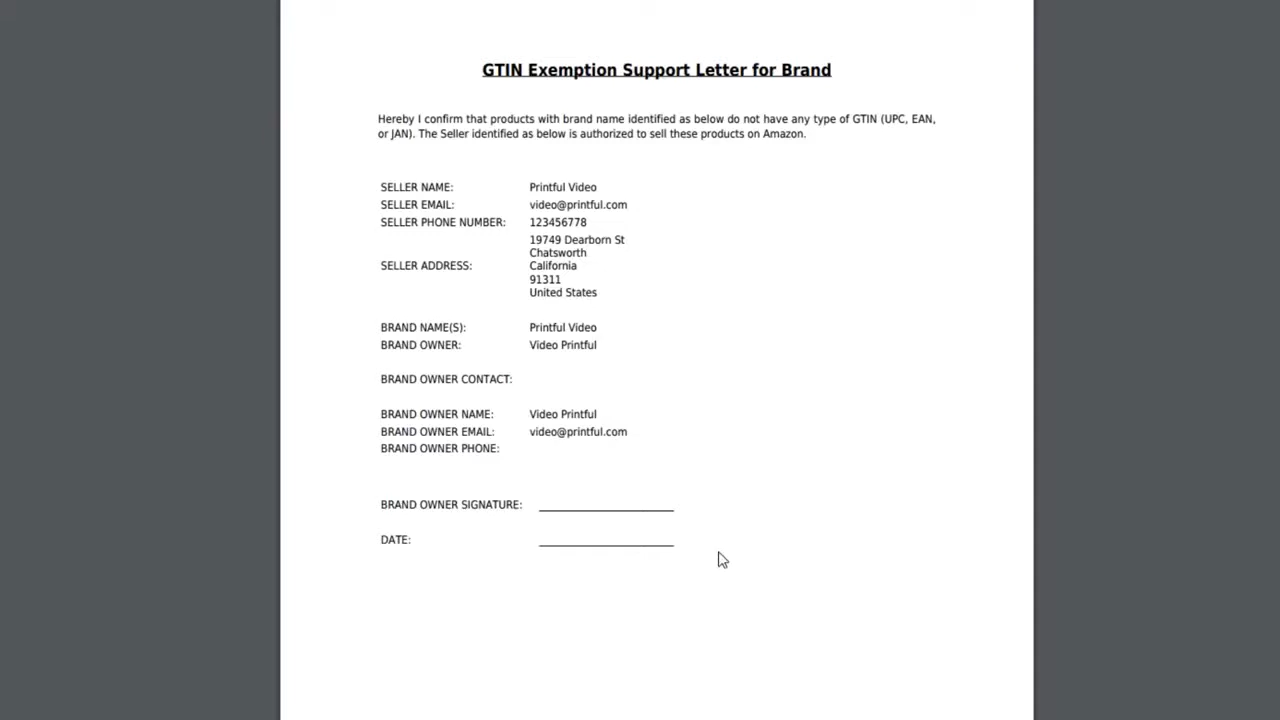 GTIN Exemption Support Letter for Brand
Hereby I confirm that products with brand name identified as below do not have any type of GTIN (UPC, EAN,
or JAN). The Seller identified as below is authorized to sell these products on Amazon.
SELLER NAME: Printful Video
SELLER EMAIL: video@printful.com
SELLER PHONE NUMBER: 123456778
19749 Dearborn St
Chatsworth
SELLER ADDRESS: California
91311
United States
BRAND NAME(S): Printful Video
BRAND OWNER: Video Printful
BRAND OWNER CONTACT:
BRAND OWNER NAME: Video Printful
BRAND OWNER EMAIL: video@printful.com
BRAND OWNER PHONE:
BRAND OWNER SIGNATURE:
DATE: